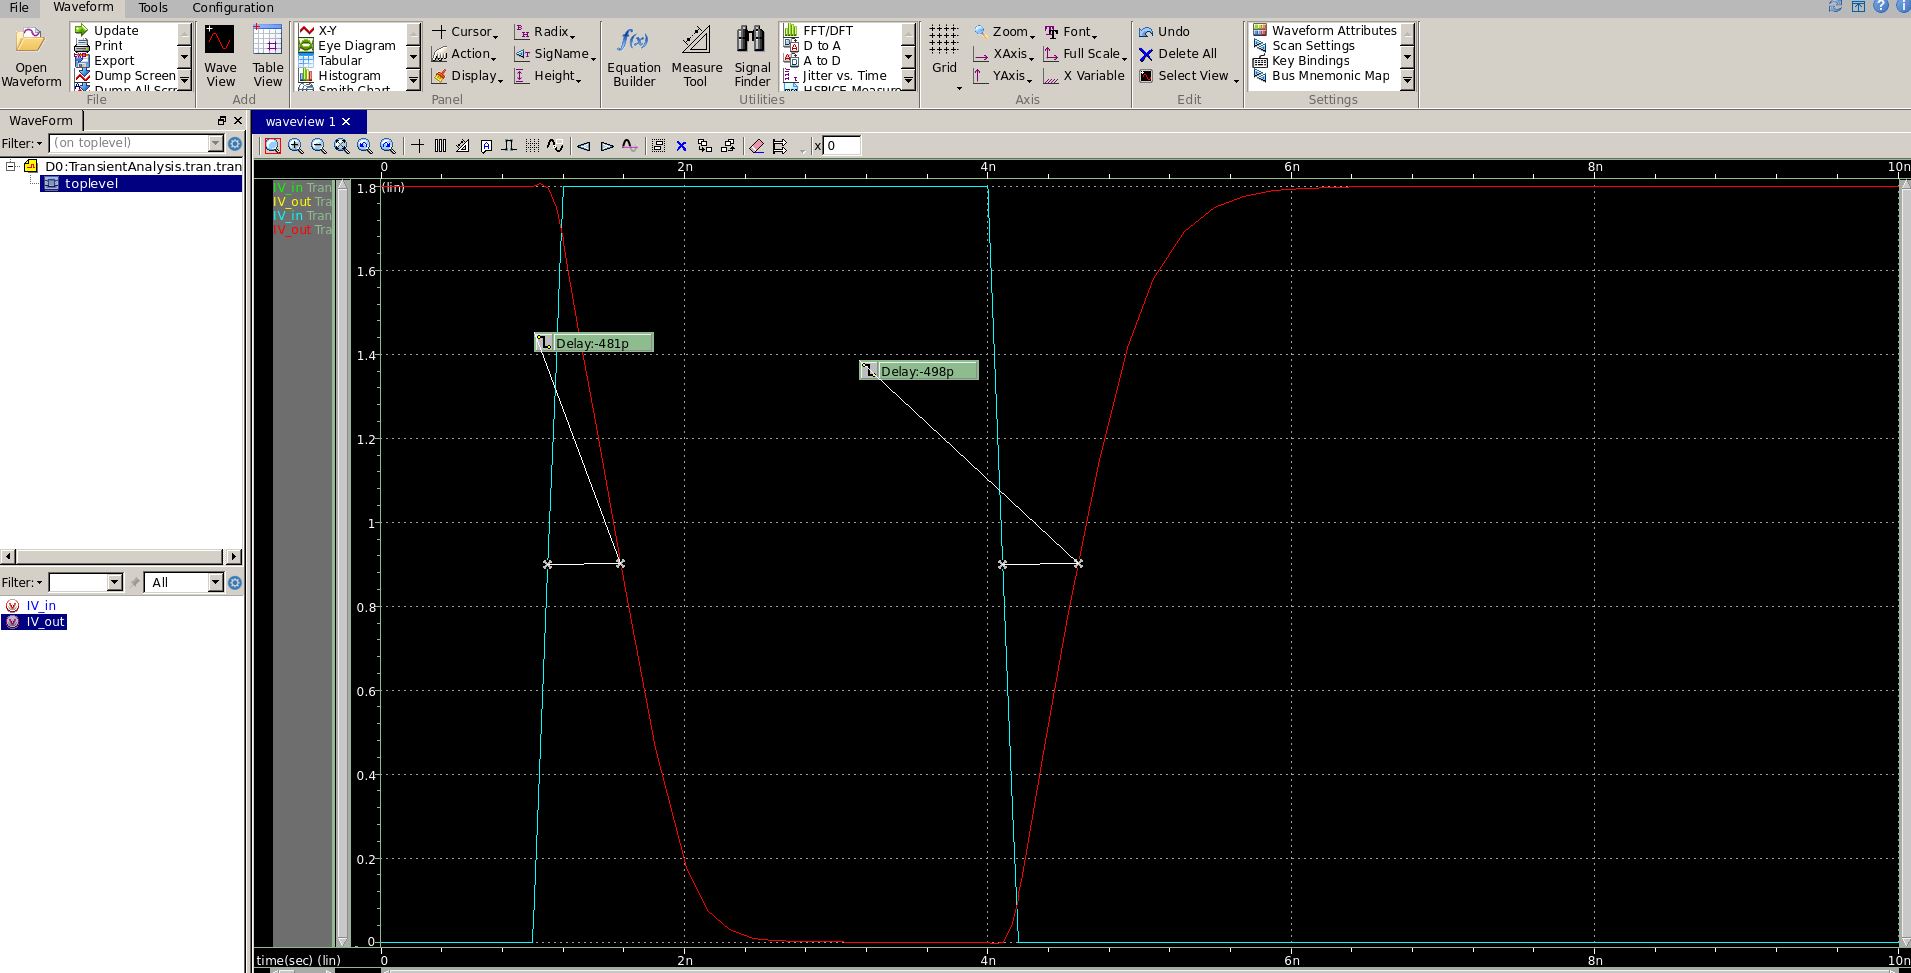 File Waveform Tools Configuration
Open Waveform
Update
Print
Export
Dump Screen
File
Wave View
Table View
Add
X-Y
Eye Diagram
Tabular
Histogram
Smith Chart
Panel
Cursor
Action
Display
Radix
SigName
Height
Equation Builder
Measure Tool
Signal Finder
FFT/DFT
D to A
A to D
Jitter vs. Time
Utilities
Grid
Zoom
XAxis
YAxis
Font
Full Scale
X Variable
Axis
Undo
Delete All
Select View
Edit
Waveform Attributes
Scan Settings
Key Bindings
Bus Mnemonic Map
Settings
WaveForm
Filter: (on toplevel)
D0:TransientAnalysis.tran.tran
toplevel
Filter: All
IV_in
IV_out
waveview 1
x 0
0 2n 4n 6n 8n 10n
IV_in Tran
IV_out Tra
IV_in Tran
IV_out Tra
1.8 (lin)
1.6
Delay:-481p
1.4
Delay:-498p
1.2
1
0.8
0.6
0.4
0.2
0
time(sec) (lin) 0 2n 4n 6n 8n 10n